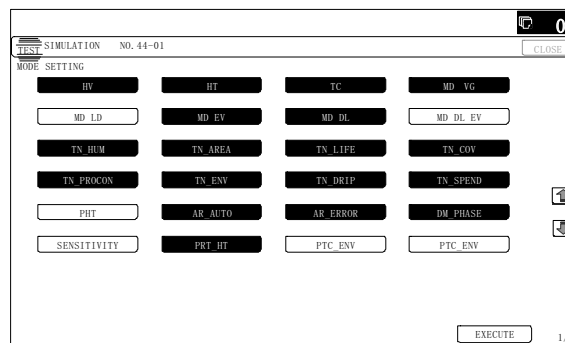 0
TEST SIMULATION NO. 44-01
CLOSE
MODE SETTING
HV HT TC MD VG
MD LD MD EV MD DL MD DL EV
TN_HUM TN_AREA TN_LIFE TN_COV
TN_PROCON TN_ENV TN_DRIP TN_SPEND
PHT AR_AUTO AR_ERROR DM_PHASE
SENSITIVITY PRT_HT PTC_ENV PTC_ENV
EXECUTE
1/